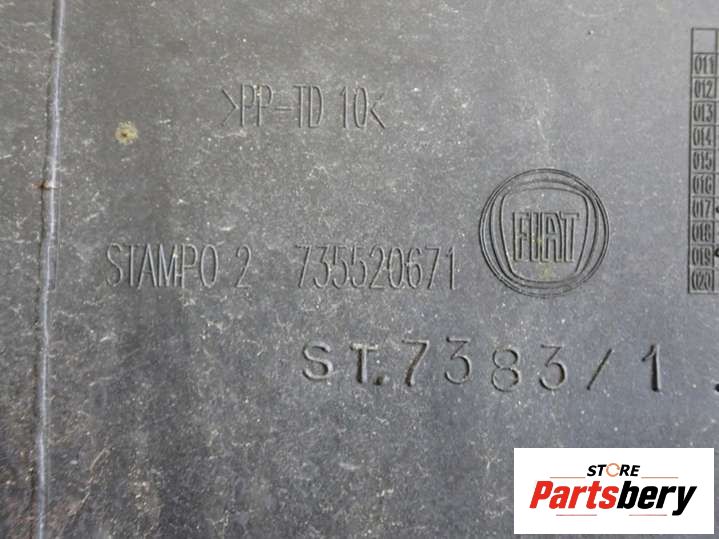 >PP-TD 10<
STAMPO 2 735520671
FIAT
ST.7383/1
011
012
013
014
015
016
017
018
019
020
STORE
Partsbery